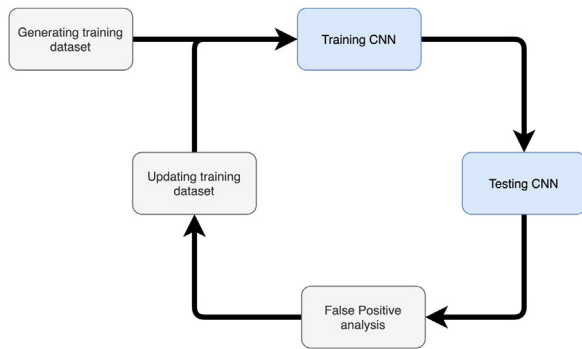 Generating training
dataset
Training CNN
Updating training
dataset
Testing CNN
False Positive
analysis